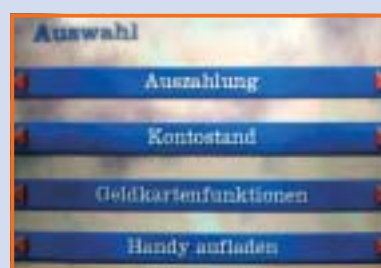 Auswahl
Auszahlung
Kontostand
Geldkartenfunktionen
Handy aufladen